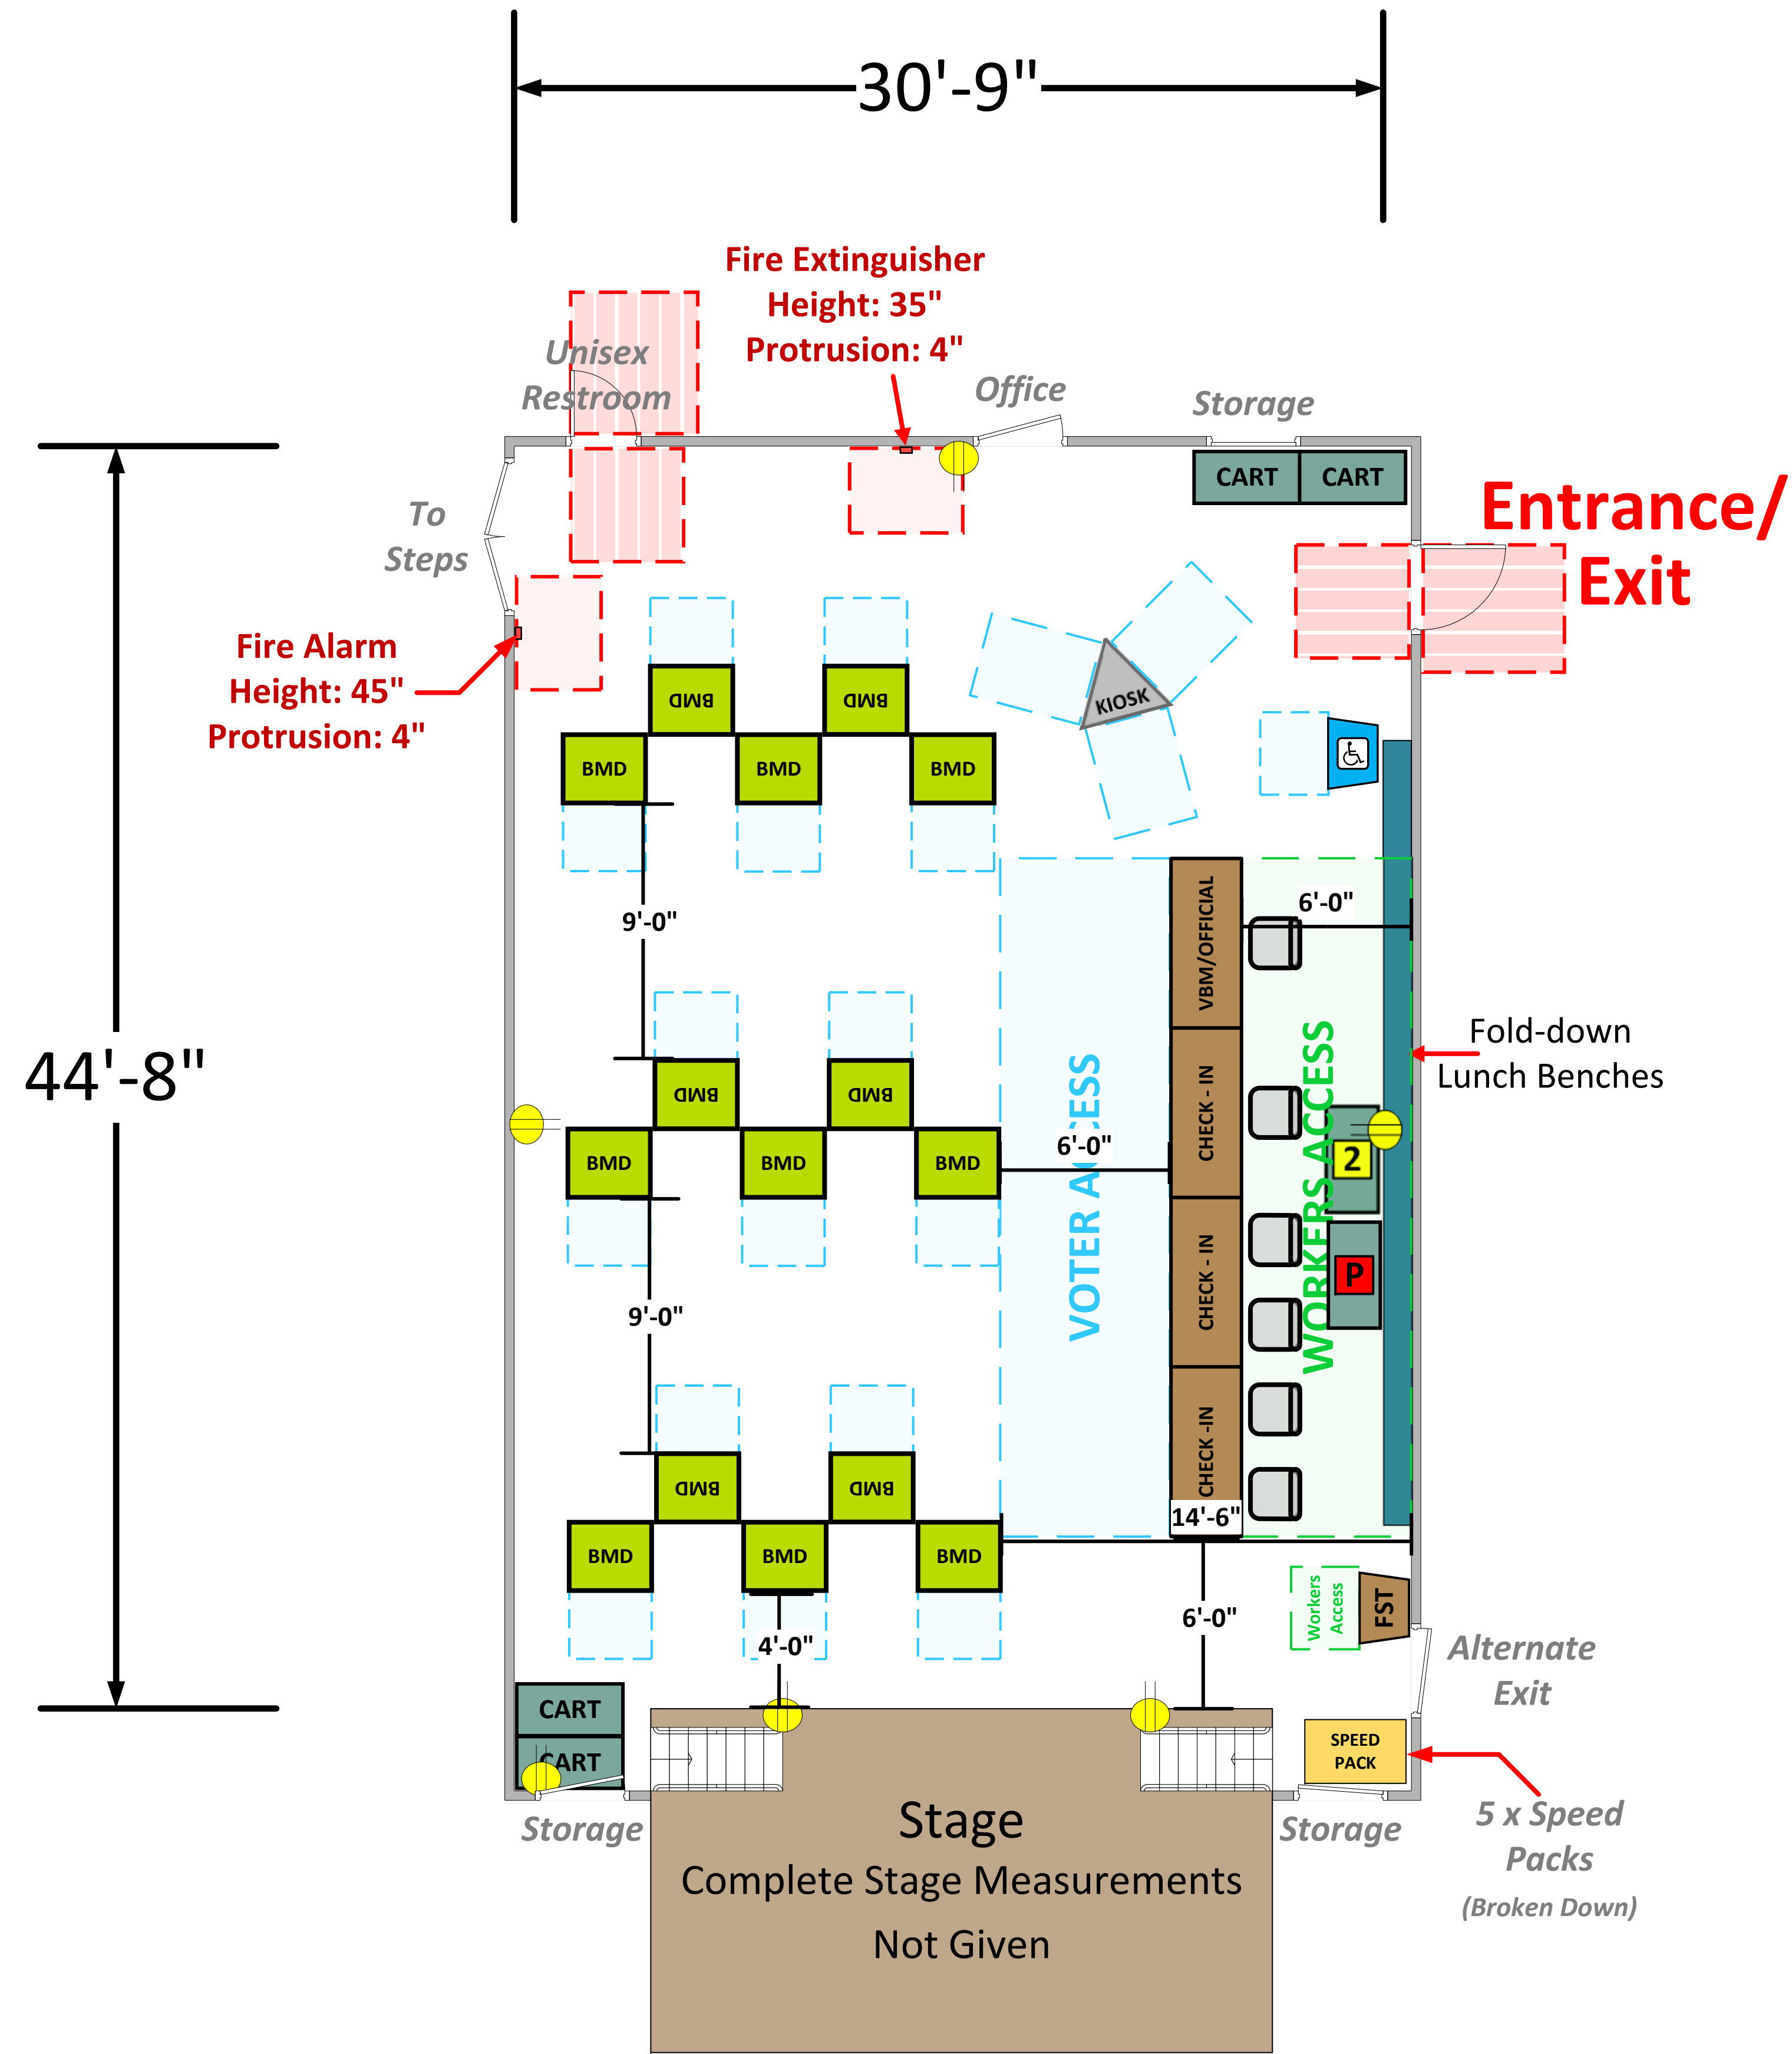 30'-9"
Fire Extinguisher
Height: 35"
Protrusion: 4"
Unisex
Restroom
Office
Storage
CART
CART
Entrance/
Exit
To
Steps
Fire Alarm
Height: 45"
Protrusion: 4"
BMD
BMD
KIOSK
BMD
BMD
BMD
9'-0"
VBM/OFFICIAL
6'-0"
44'-8"
Fold-down
Lunch Benches
BMD
BMD
CHECK - IN
VOTER ACCESS
WORKERS ACCESS
6'-0"
BMD
BMD
BMD
2
9'-0"
CHECK - IN
P
BMD
BMD
CHECK -IN
14'-6"
BMD
BMD
BMD
4'-0"
6'-0"
Workers
Access
FST
Alternate
Exit
CART
CART
SPEED
PACK
Storage
Stage
Complete Stage Measurements
Not Given
Storage
5 x Speed
Packs
(Broken Down)